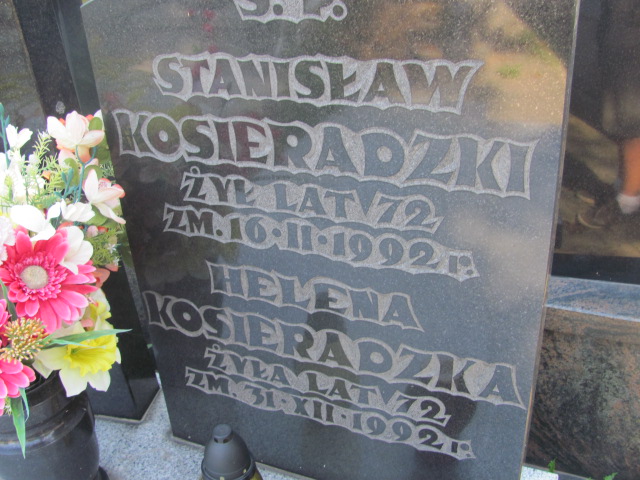 Ś.P.
STANISŁAW
KOSIERADZKI
ŻYŁ LAT 72
ZM. 16·II·1992 r.
HELENA
KOSIERADZKA
ŻYŁA LAT 72
ZM. 31·XII·1992 r.